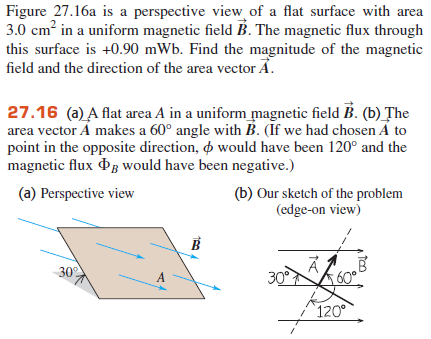 Figure 27.16a is a perspective view of a flat surface with area
3.0 cm² in a uniform magnetic field B⃗. The magnetic flux through
this surface is +0.90 mWb. Find the magnitude of the magnetic
field and the direction of the area vector A⃗.
27.16 (a) A flat area A in a uniform magnetic field B⃗. (b) The
area vector A⃗ makes a 60° angle with B⃗. (If we had chosen A⃗ to
point in the opposite direction, ϕ would have been 120° and the
magnetic flux Φ_B would have been negative.)
(a) Perspective view
(b) Our sketch of the problem
(edge-on view)
B⃗
30°
A
A⃗
B⃗
30°
60°
120°